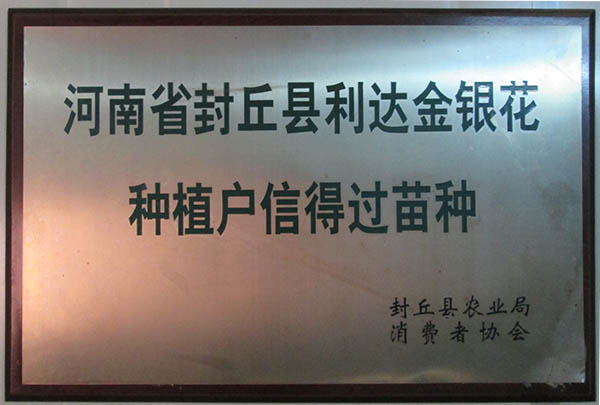 河南省封丘县利达金银花
种植户信得过苗种
封丘县农业局
消费者协会